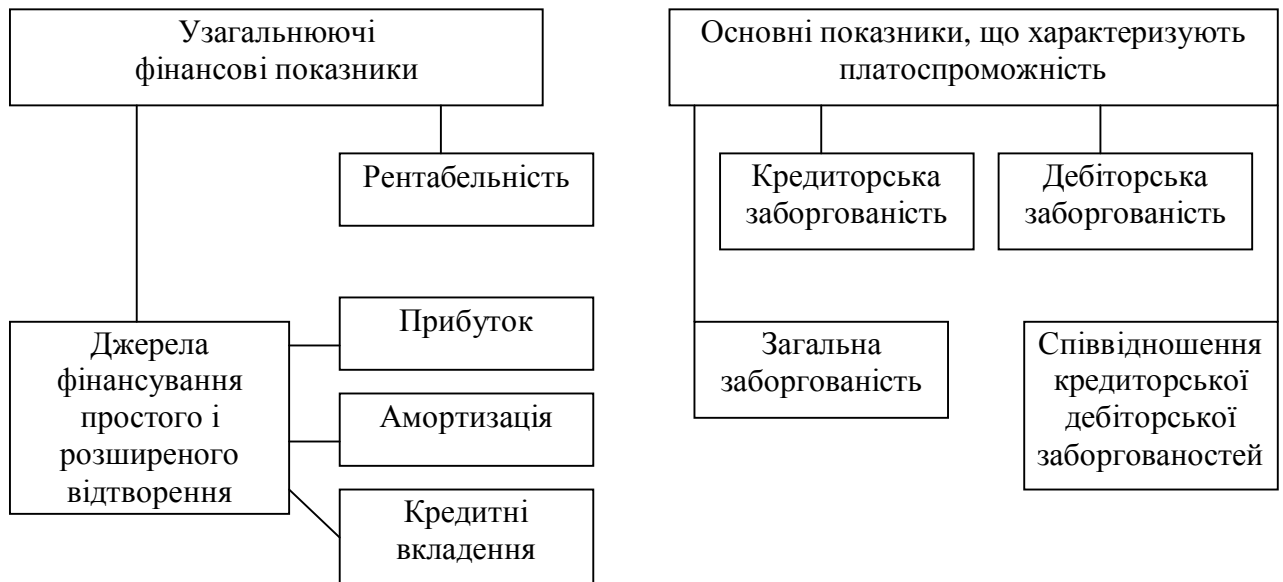 Узагальнюючі
фінансові показники
Основні показники, що характеризують
платоспроможність
Рентабельність
Кредиторська
заборгованість
Дебіторська
заборгованість
Джерела
фінансування
простого і
розширеного
відтворення
Прибуток
Амортизація
Кредитні
вкладення
Загальна
заборгованість
Співвідношення
кредиторської
дебіторської
заборгованостей